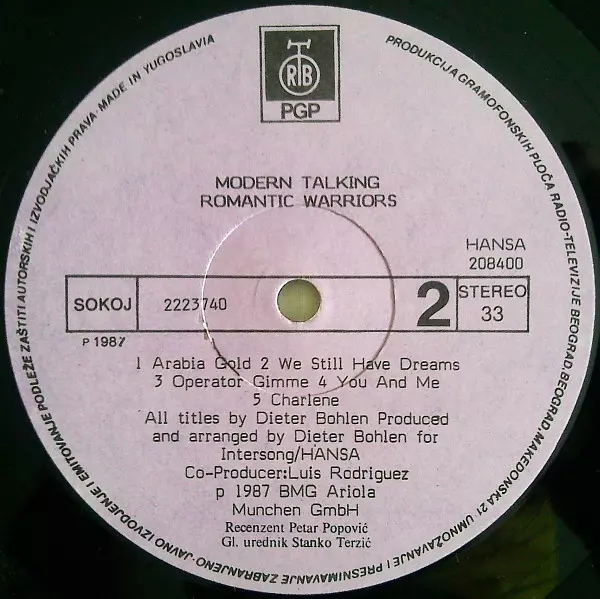 RTB
PGP
MODERN TALKING
ROMANTIC WARRIORS
HANSA
208400
SOKOJ
2223740
2
STEREO
33
P 1987
1 Arabia Gold 2 We Still Have Dreams
3 Operator Gimme 4 You And Me
5 Charlene
All titles by Dieter Bohlen Produced
and arranged by Dieter Bohlen for
Intersong/HANSA
Co-Producer:Luis Rodriguez
p 1987 BMG Ariola
Munchen GmbH
Recenzent Petar Popović
Gl. urednik Stanko Terzić
PRODUKCIJA GRAMOFONSKIH PLOČA RADIO-TELEVIZIJE BEOGRAD, BEOGRAD, MAKEDONSKA 21 UMNOŽAVANJE I PRESNIMAVANJE ZABRANJENO-JAVNO IZVODJENJE I EMITOVANJE PODLEŽE ZAŠTITI AUTORSKIH I IZVODJAČKIH PRAVA MADE IN YUGOSLAVIA